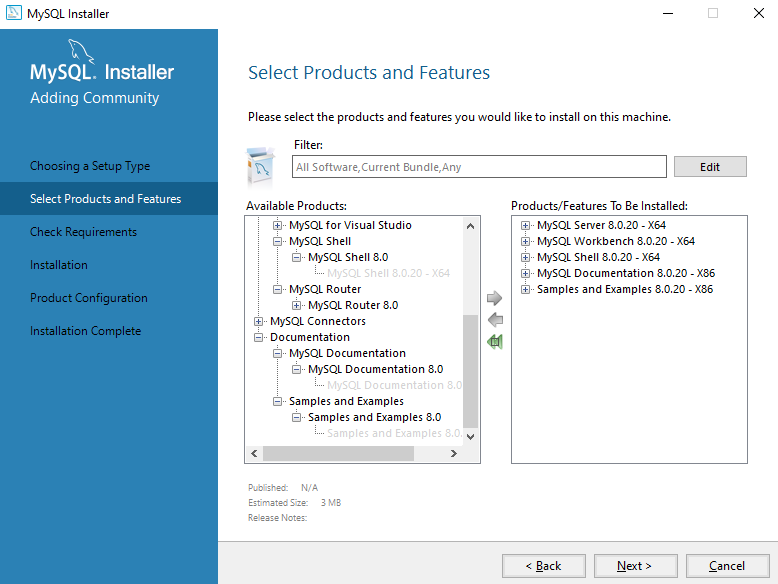 MySQL Installer
MySQL. Installer
Adding Community
Choosing a Setup Type
Select Products and Features
Check Requirements
Installation
Product Configuration
Installation Complete
Select Products and Features
Please select the products and features you would like to install on this machine.
Filter:
All Software,Current Bundle,Any
Edit
Available Products:
MySQL for Visual Studio
MySQL Shell
MySQL Shell 8.0
MySQL Shell 8.0.20 - X64
MySQL Router
MySQL Router 8.0
MySQL Connectors
Documentation
MySQL Documentation
MySQL Documentation 8.0
MySQL Documentation 8.0
Samples and Examples
Samples and Examples 8.0
Samples and Examples 8.0.
Products/Features To Be Installed:
MySQL Server 8.0.20 - X64
MySQL Workbench 8.0.20 - X64
MySQL Shell 8.0.20 - X64
MySQL Documentation 8.0.20 - X86
Samples and Examples 8.0.20 - X86
Published: N/A
Estimated Size: 3 MB
Release Notes:
< Back
Next >
Cancel